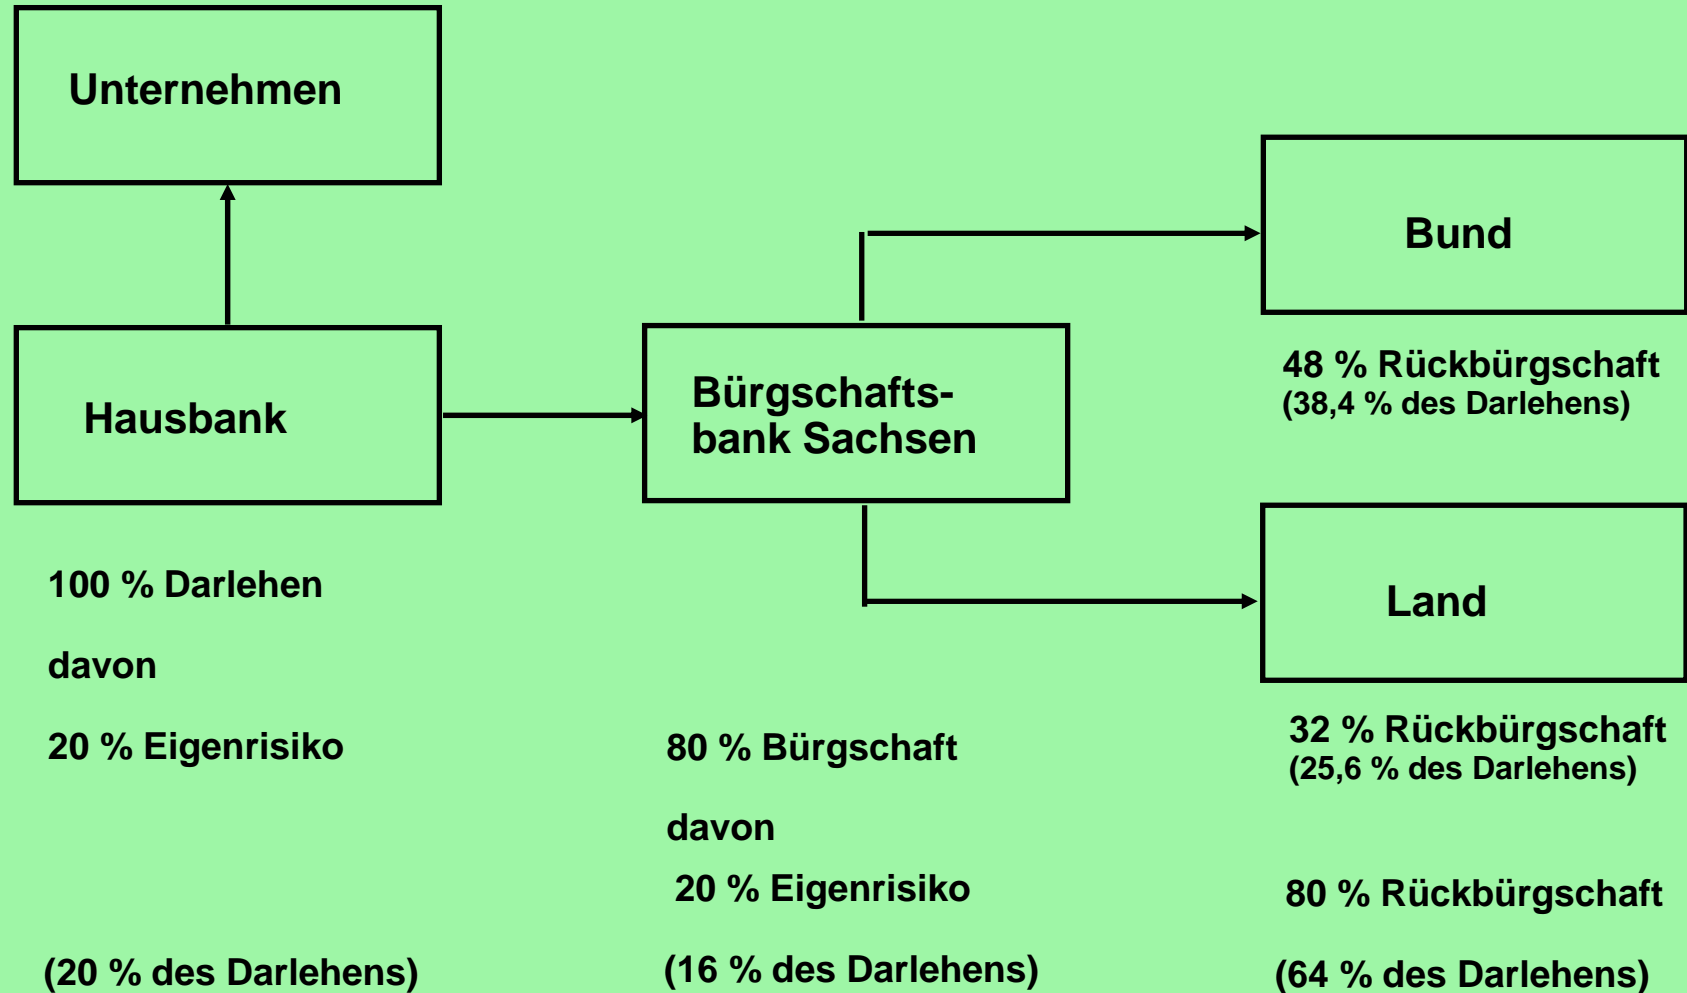 Unternehmen
Bund
48 % Rückbürgschaft
(38,4 % des Darlehens)
Hausbank
Bürgschafts-
bank Sachsen
Land
32 % Rückbürgschaft
(25,6 % des Darlehens)
100 % Darlehen
davon
20 % Eigenrisiko
(20 % des Darlehens)
80 % Bürgschaft
davon
20 % Eigenrisiko
(16 % des Darlehens)
80 % Rückbürgschaft
(64 % des Darlehens)